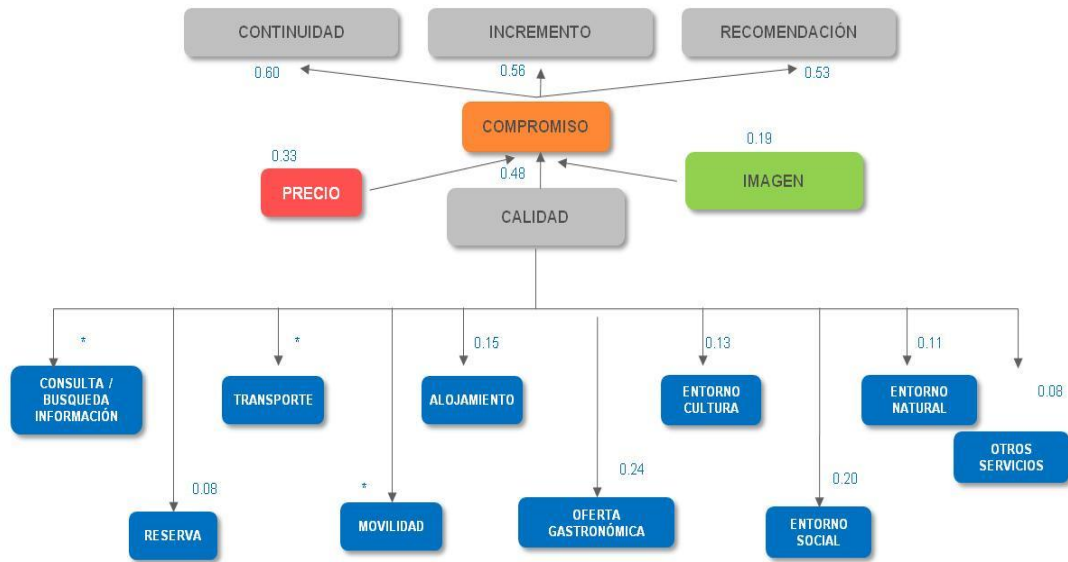 CONTINUIDAD
INCREMENTO
RECOMENDACIÓN
0.60
0.56
0.53
COMPROMISO
0.33
0.19
PRECIO
0.48
IMAGEN
CALIDAD
*
*
0.15
0.13
0.11
0.08
CONSULTA /
BUSQUEDA
INFORMACIÓN
TRANSPORTE
ALOJAMIENTO
ENTORNO
CULTURA
ENTORNO
NATURAL
OTROS
SERVICIOS
0.08
*
0.24
0.20
RESERVA
MOVILIDAD
OFERTA
GASTRONÓMICA
ENTORNO
SOCIAL